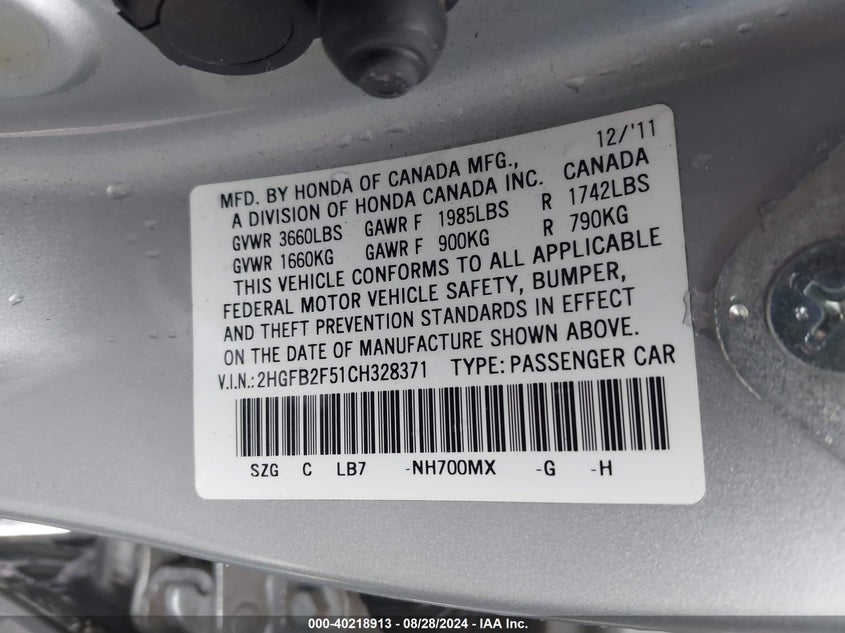 12/'11
MFD. BY HONDA OF CANADA MFG.,
A DIVISION OF HONDA CANADA INC. CANADA
GVWR 3660LBS GAWR F 1985LBS R 1742LBS
GVWR 1660KG GAWR F 900KG R 790KG
THIS VEHICLE CONFORMS TO ALL APPLICABLE
FEDERAL MOTOR VEHICLE SAFETY, BUMPER,
AND THEFT PREVENTION STANDARDS IN EFFECT
ON THE DATE OF MANUFACTURE SHOWN ABOVE.
V.I.N.: 2HGFB2F51CH328371 TYPE: PASSENGER CAR
SZG C LB7 -NH700MX -G -H
000-40218913 - 08/28/2024 - IAA Inc.